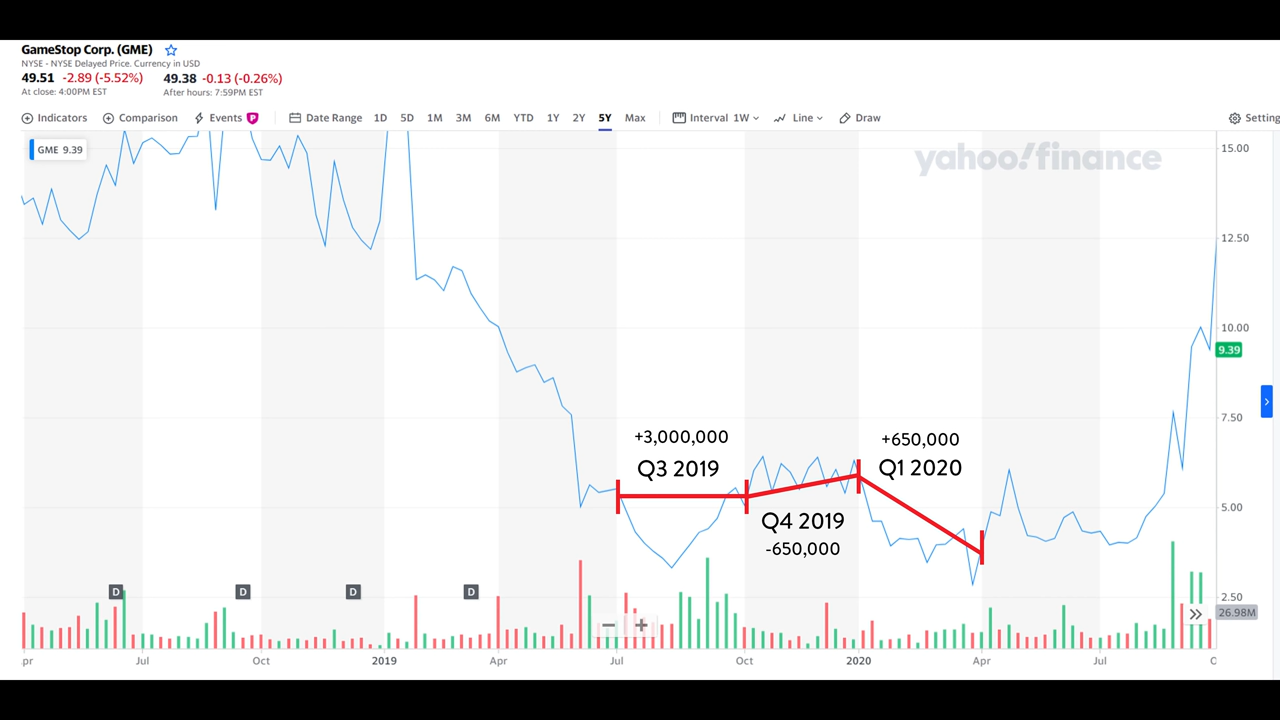 GameStop Corp. (GME)
NYSE - NYSE Delayed Price. Currency in USD
49.51 -2.89 (-5.52%) 49.38 -0.13 (-0.26%)
At close: 4:00PM EST After hours: 7:59PM EST
Indicators Comparison Events P Date Range 1D 5D 1M 3M 6M YTD 1Y 2Y 5Y Max Interval 1W Line Draw Setting
GME 9.39
yahoo!finance
15.00
12.50
10.00
9.39
7.50
+3,000,000
Q3 2019
+650,000
Q1 2020
5.00
Q4 2019
-650,000
D D D D
2.50
26.98M
pr Jul Oct 2019 Apr Jul Oct 2020 Apr Jul O